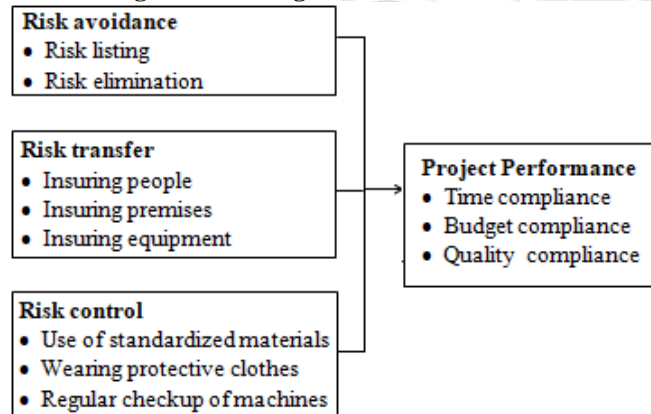 Risk avoidance
• Risk listing
• Risk elimination
Risk transfer
• Insuring people
• Insuring premises
• Insuring equipment
Risk control
• Use of standardized materials
• Wearing protective clothes
• Regular checkup of machines
Project Performance
• Time compliance
• Budget compliance
• Quality compliance